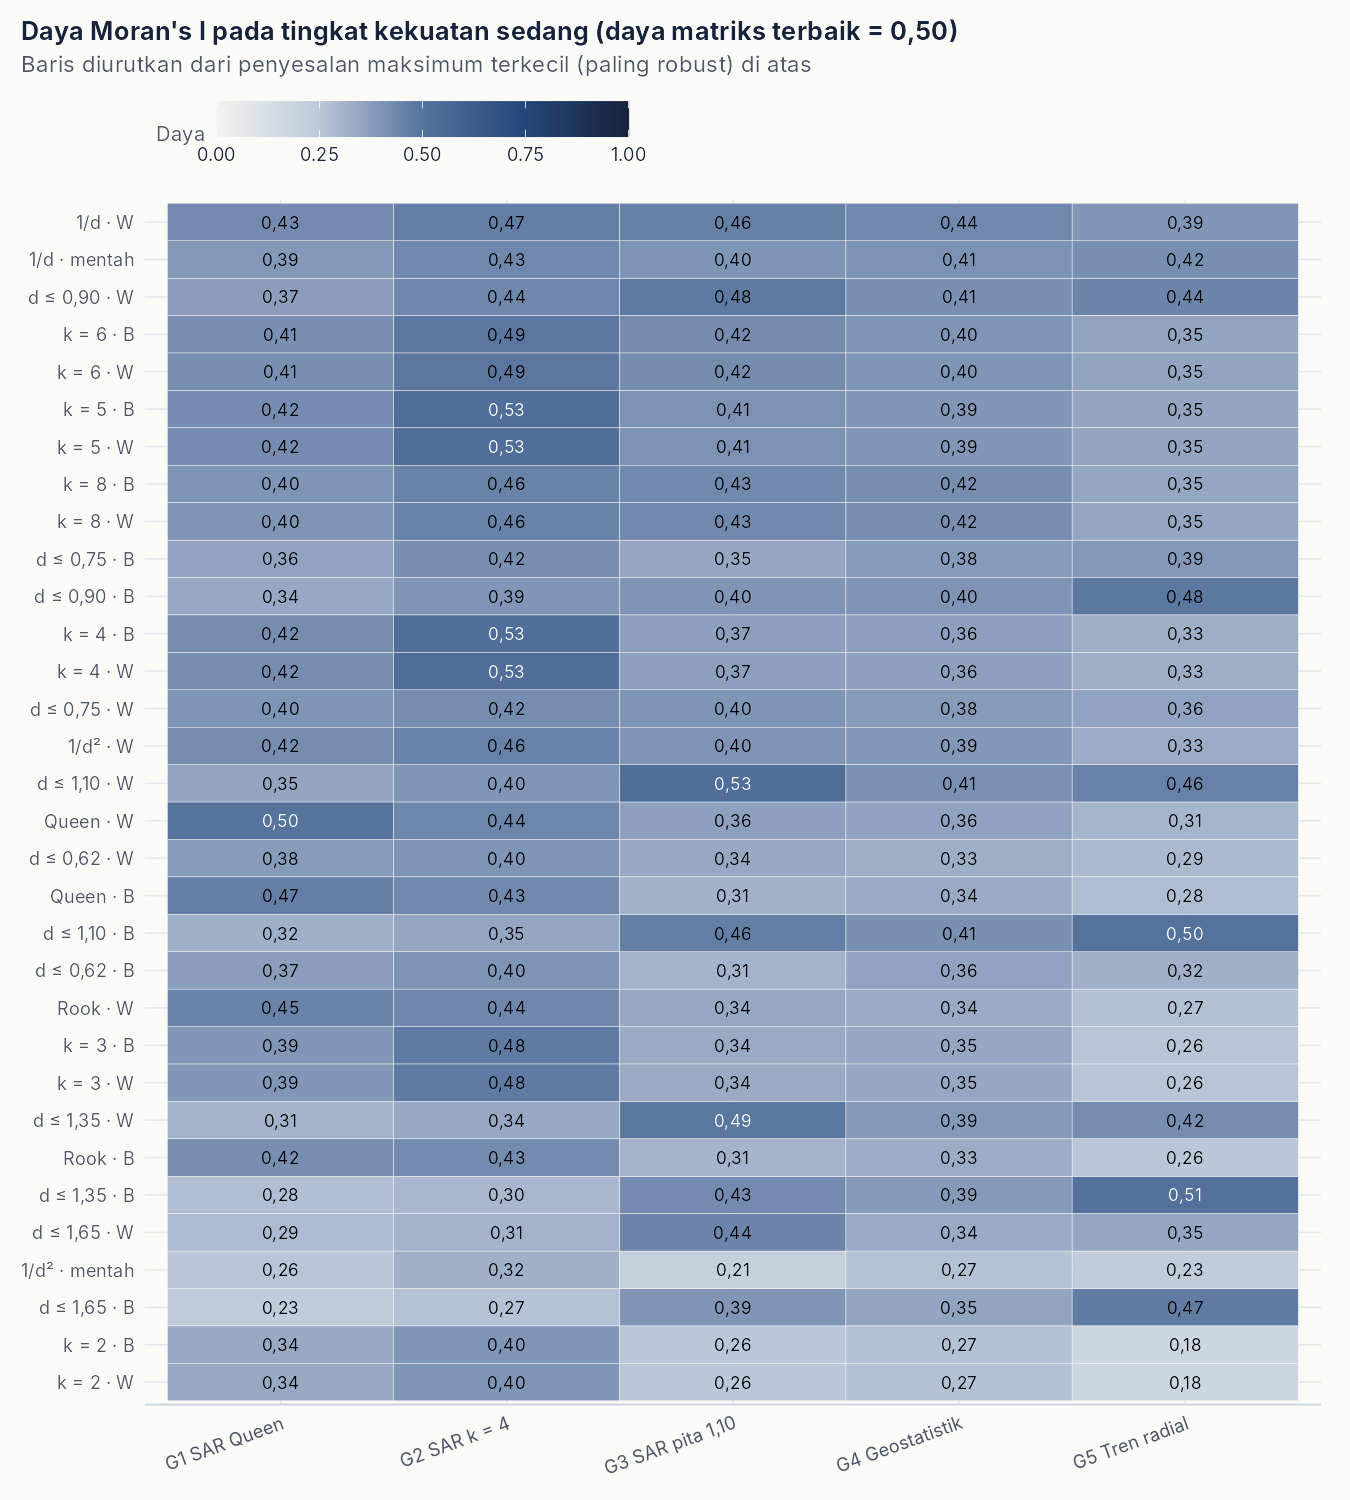 Daya Moran's I pada tingkat kekuatan sedang (daya matriks terbaik = 0,50)
Baris diurutkan dari penyesalan maksimum terkecil (paling robust) di atas
Daya
0.00 0.25 0.50 0.75 1.00
1/d · W 0,43 0,47 0,46 0,44 0,39
1/d · mentah 0,39 0,43 0,40 0,41 0,42
d ≤ 0,90 · W 0,37 0,44 0,48 0,41 0,44
k = 6 · B 0,41 0,49 0,42 0,40 0,35
k = 6 · W 0,41 0,49 0,42 0,40 0,35
k = 5 · B 0,42 0,53 0,41 0,39 0,35
k = 5 · W 0,42 0,53 0,41 0,39 0,35
k = 8 · B 0,40 0,46 0,43 0,42 0,35
k = 8 · W 0,40 0,46 0,43 0,42 0,35
d ≤ 0,75 · B 0,36 0,42 0,35 0,38 0,39
d ≤ 0,90 · B 0,34 0,39 0,40 0,40 0,48
k = 4 · B 0,42 0,53 0,37 0,36 0,33
k = 4 · W 0,42 0,53 0,37 0,36 0,33
d ≤ 0,75 · W 0,40 0,42 0,40 0,38 0,36
1/d² · W 0,42 0,46 0,40 0,39 0,33
d ≤ 1,10 · W 0,35 0,40 0,53 0,41 0,46
Queen · W 0,50 0,44 0,36 0,36 0,31
d ≤ 0,62 · W 0,38 0,40 0,34 0,33 0,29
Queen · B 0,47 0,43 0,31 0,34 0,28
d ≤ 1,10 · B 0,32 0,35 0,46 0,41 0,50
d ≤ 0,62 · B 0,37 0,40 0,31 0,36 0,32
Rook · W 0,45 0,44 0,34 0,34 0,27
k = 3 · B 0,39 0,48 0,34 0,35 0,26
k = 3 · W 0,39 0,48 0,34 0,35 0,26
d ≤ 1,35 · W 0,31 0,34 0,49 0,39 0,42
Rook · B 0,42 0,43 0,31 0,33 0,26
d ≤ 1,35 · B 0,28 0,30 0,43 0,39 0,51
d ≤ 1,65 · W 0,29 0,31 0,44 0,34 0,35
1/d² · mentah 0,26 0,32 0,21 0,27 0,23
d ≤ 1,65 · B 0,23 0,27 0,39 0,35 0,47
k = 2 · B 0,34 0,40 0,26 0,27 0,18
k = 2 · W 0,34 0,40 0,26 0,27 0,18
G1 SAR Queen G2 SAR k = 4 G3 SAR pita 1,10 G4 Geostatistik G5 Tren radial